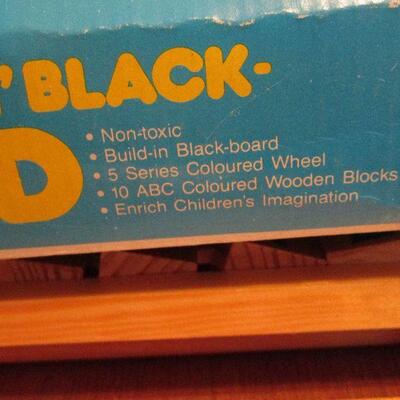 ' BLACK-
D
• Non-toxic
• Build-in Black-board
• 5 Series Coloured Wheel
• 10 ABC Coloured Wooden Blocks
• Enrich Children's Imagination